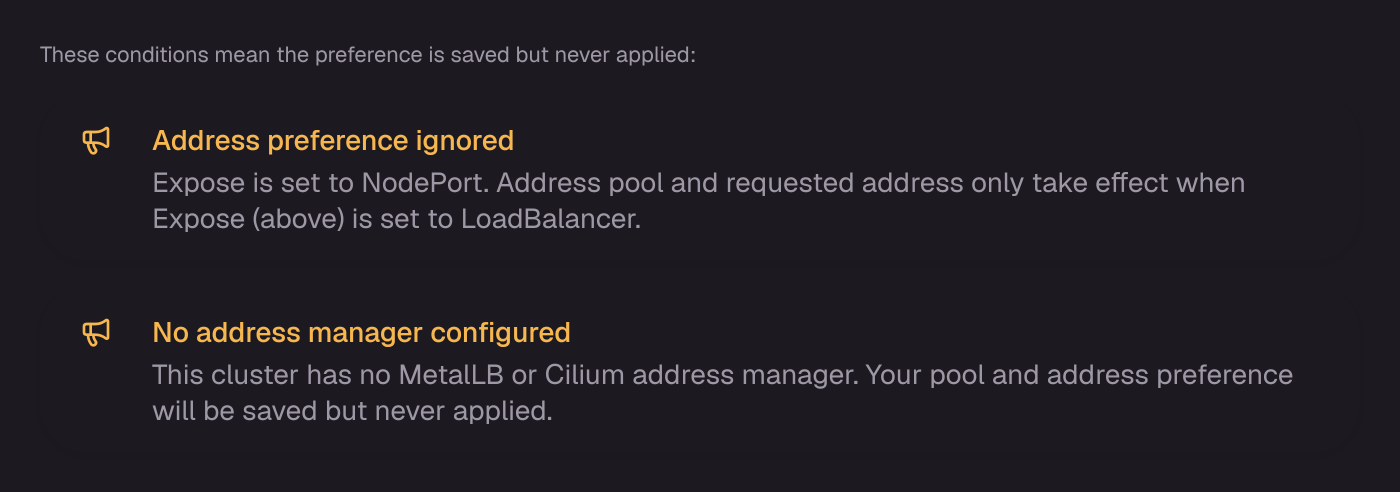 These conditions mean the preference is saved but never applied:
Address preference ignored
Expose is set to NodePort. Address pool and requested address only take effect when
Expose (above) is set to LoadBalancer.
No address manager configured
This cluster has no MetalLB or Cilium address manager. Your pool and address preference
will be saved but never applied.